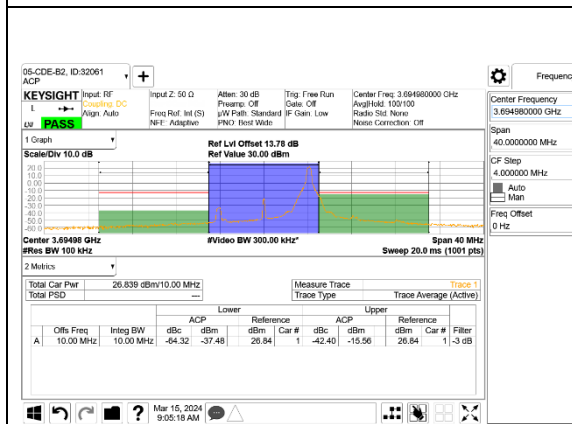 05-CDE-B2, ID:32061
ACP
Frequenc
KEYSIGHT Input: RF Input Z: 50 Ω Atten: 30 dB Trig: Free Run Center Freq: 3.694980000 GHz
Coupling: DC Preamp: Off Gate: Off Avg|Hold: 100/100
Align: Auto Freq Ref: Int (S) µW Path: Standard IF Gain: Low Radio Std: None
NFE: Adaptive PNO: Best Wide Noise Correction: Off
PASS
Center Frequency
3.694980000 GHz
Span
40.0000000 MHz
CF Step
4.000000 MHz
Auto
Man
Freq Offset
0 Hz
1 Graph
Scale/Div 10.0 dB
Ref Lvl Offset 13.78 dB
Ref Value 30.00 dBm
20.0
10.0
0.00
-10.0
-20.0
-30.0
-40.0
-50.0
-60.0
Center 3.69498 GHz #Video BW 300.00 kHz* Span 40 MHz
#Res BW 100 kHz Sweep 20.0 ms (1001 pts)
2 Metrics
Total Car Pwr 26.839 dBm/10.00 MHz Measure Trace Trace 1
Total PSD --- Trace Type Trace Average (Active)
Lower Upper
ACP Reference ACP Reference
Offs Freq Integ BW dBc dBm dBm Car # dBc dBm dBm Car # Filter
A 10.00 MHz 10.00 MHz -64.32 -37.48 26.84 1 -42.40 -15.56 26.84 1 -3 dB
Mar 15, 2024
9:05:18 AM